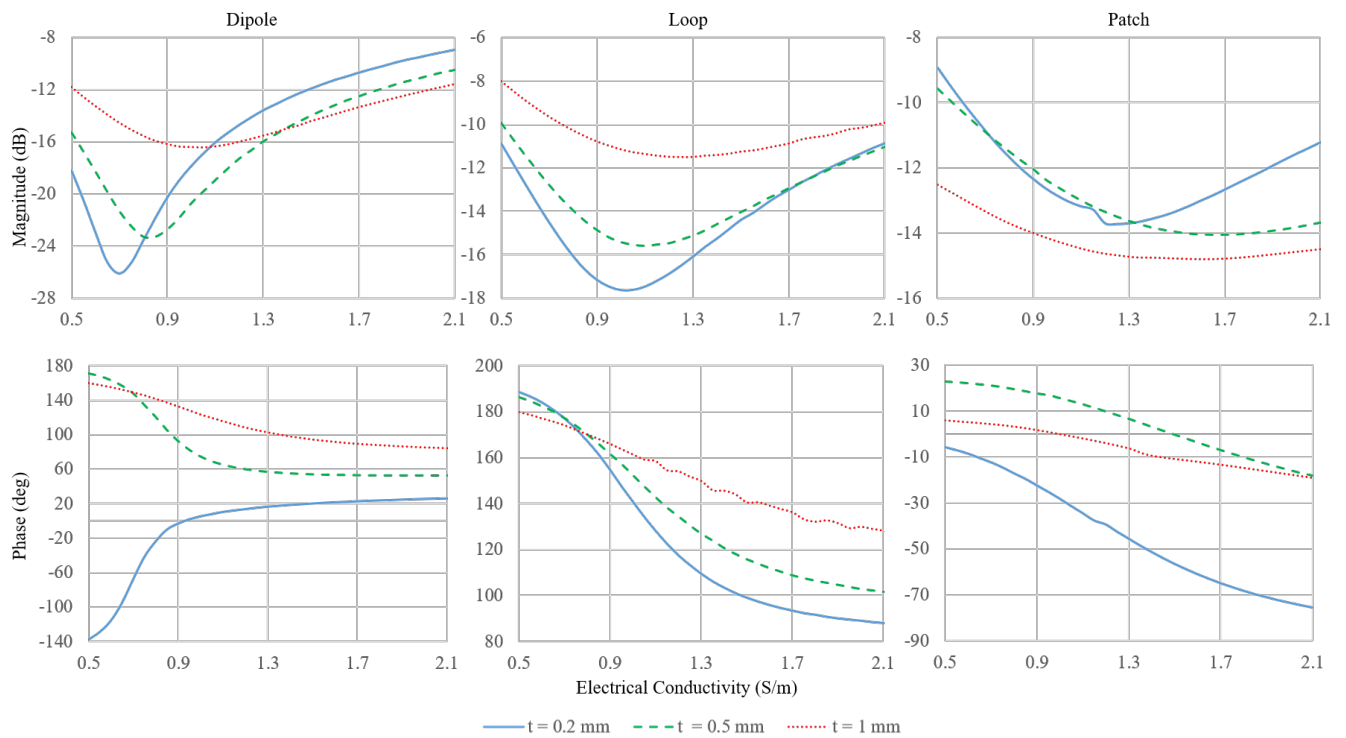 Dipole Loop Patch
-8 -6 -8
-12 -8 -10
-16 -10 -12
-20 -12 -14
-24 -14 -16
-28 -16
-18
Magnitude (dB)
0.5 0.9 1.3 1.7 2.1 0.5 0.9 1.3 1.7 2.1 0.5 0.9 1.3 1.7 2.1
180 200 30
140 180 10
100 160 -10
60 140 -30
20 120 -50
-20 100 -70
-60 80 -90
-100
-140
Phase (deg)
0.5 0.9 1.3 1.7 2.1 0.5 0.9 1.3 1.7 2.1 0.5 0.9 1.3 1.7 2.1
Electrical Conductivity (S/m)
t = 0.2 mm t = 0.5 mm t = 1 mm